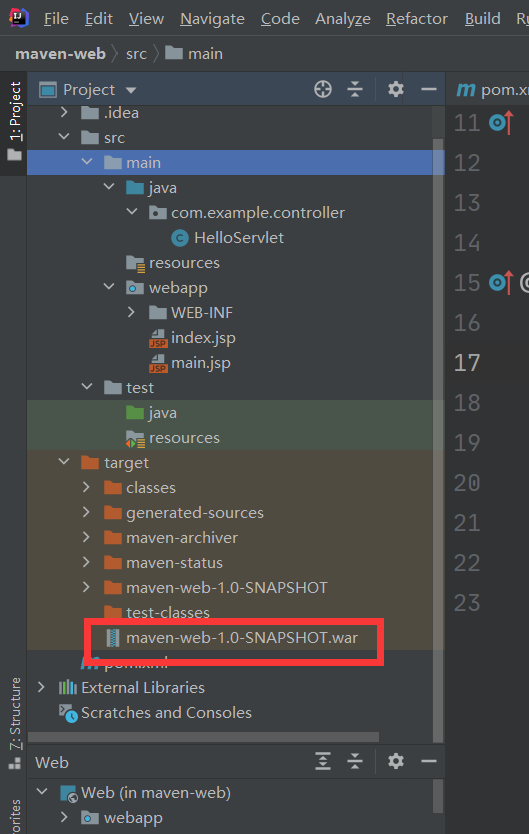 File Edit View Navigate Code Analyze Refactor Build
maven-web src main
1: Project
Project
pom.x
.idea
src
main
java
com.example.controller
HelloServlet
resources
webapp
WEB-INF
index.jsp
main.jsp
test
java
resources
target
classes
generated-sources
maven-archiver
maven-status
maven-web-1.0-SNAPSHOT
test-classes
maven-web-1.0-SNAPSHOT.war
pom.xml
External Libraries
Scratches and Consoles
11
12
13
14
15
16
17
18
19
20
21
22
23
7: Structure
Web
Web (in maven-web)
webapp
orites